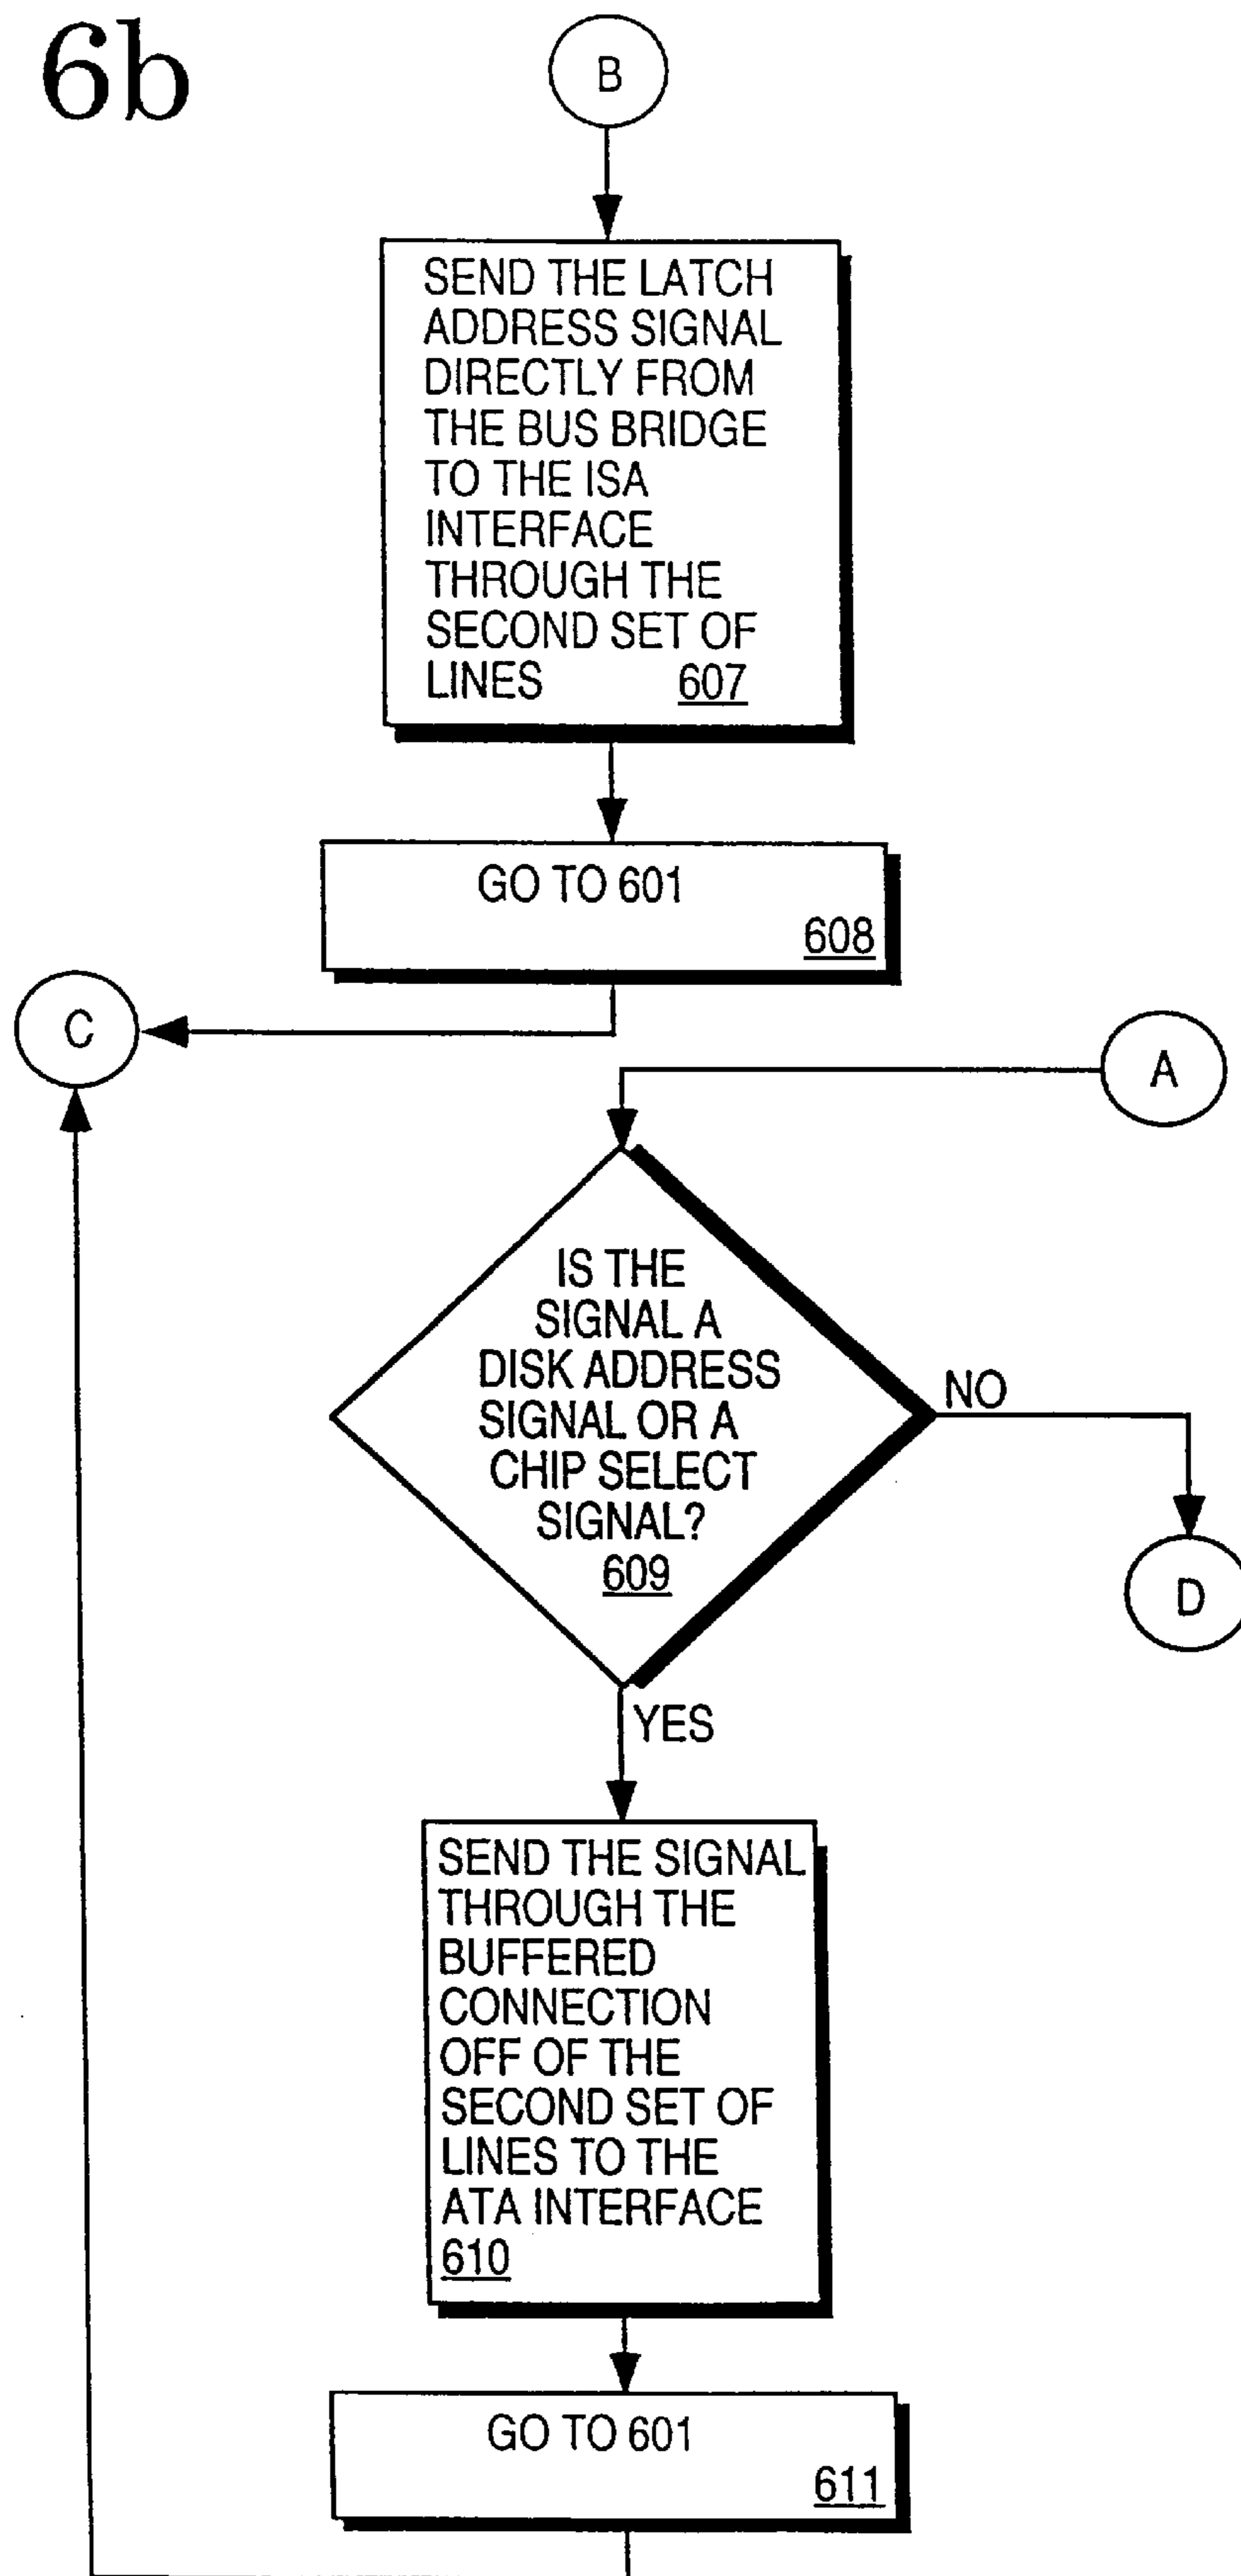 6b
B
SEND THE LATCH
ADDRESS SIGNAL
DIRECTLY FROM
THE BUS BRIDGE
TO THE ISA
INTERFACE
THROUGH THE
SECOND SET OF
LINES 607
GO TO 601
608
C
A
IS THE
SIGNAL A
DISK ADDRESS
SIGNAL OR A
CHIP SELECT
SIGNAL?
609
NO
D
YES
SEND THE SIGNAL
THROUGH THE
BUFFERED
CONNECTION
OFF OF THE
SECOND SET OF
LINES TO THE
ATA INTERFACE
610
GO TO 601
611